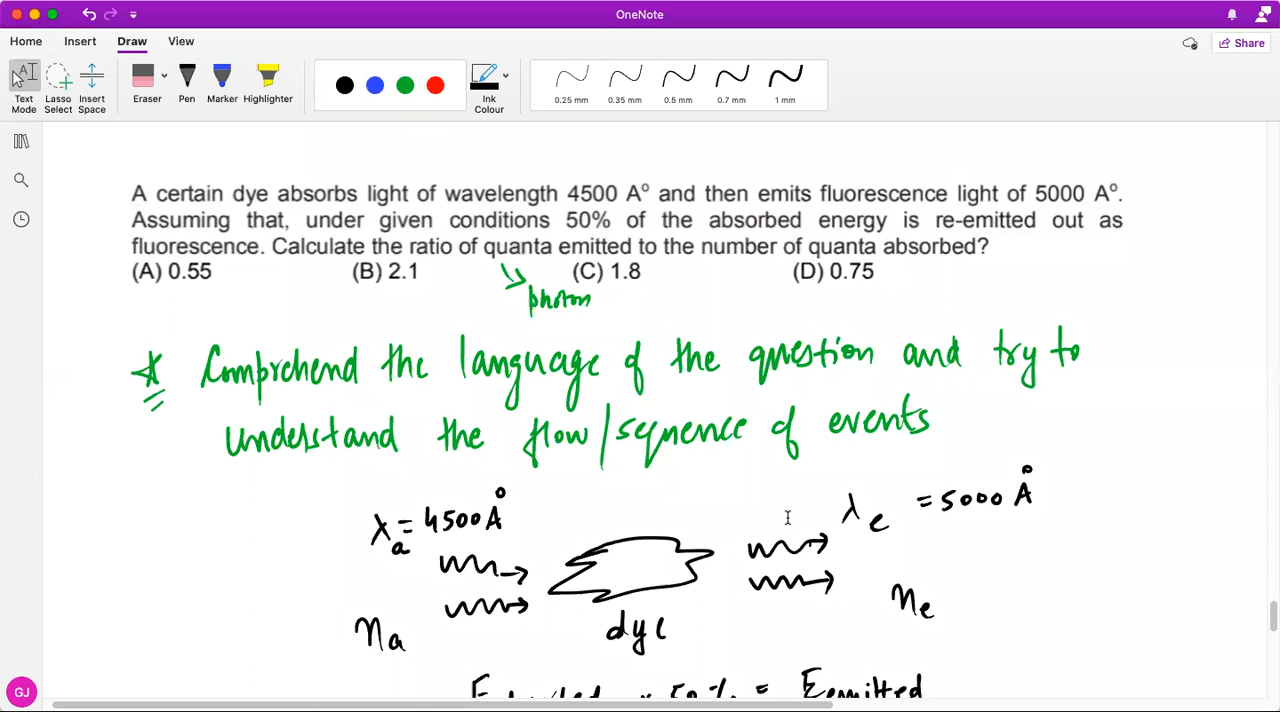 OneNote
Home Insert Draw View
Share
Text Mode
Lasso Select
Insert Space
Eraser
Pen
Marker
Highlighter
Ink Colour
0.25 mm 0.35 mm 0.5 mm 0.7 mm 1 mm
A certain dye absorbs light of wavelength 4500 Aº and then emits fluorescence light of 5000 Aº.
Assuming that, under given conditions 50% of the absorbed energy is re-emitted out as
fluorescence. Calculate the ratio of quanta emitted to the number of quanta absorbed?
(A) 0.55 (B) 2.1 (C) 1.8 (D) 0.75
photon
Comprehend the language of the question and try to
understand the flow/sequence of events
λa = 4500 Å
λe = 5000 Å
na
dye
ne
x 50% = Eemitted
GJ